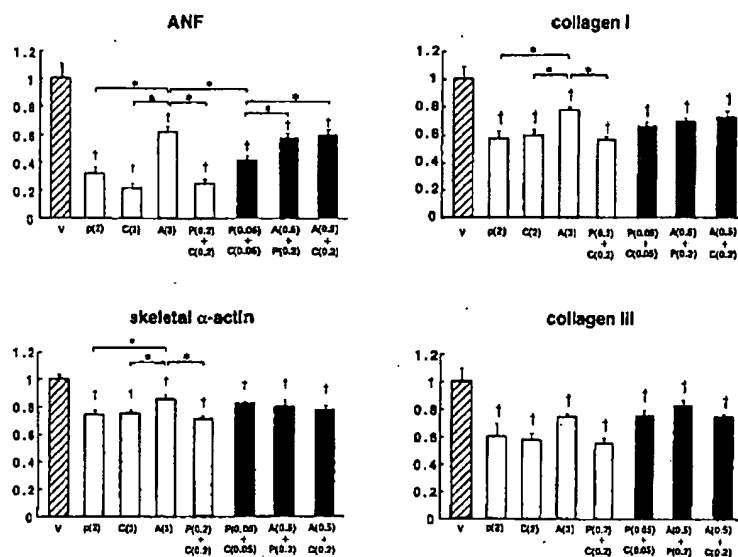 ANF
1.2
1
0.8
0.6
0.4
0.2
0
* * * * * * *
† † † † † † †
V P(2) C(2) A(3) P(0.2) + C(0.2) P(0.05) + C(0.05) A(0.5) + P(0.2) A(0.5) + C(0.2)
collagen I
1.2
1.0
0.8
0.6
0.2
0
* * *
† † † † † † †
V P(2) C(2) A(3) P(0.2) + C(0.2) P(0.05) + C(0.05) A(0.5) + P(0.2) A(0.5) + C(0.2)
skeletal α-actin
1.2
1
0.8
0.6
0.4
0.2
0
* * *
† † † † † † †
V P(2) C(2) A(3) P(0.2) + C(0.2) P(0.05) + C(0.05) A(0.5) + P(0.2) A(0.5) + C(0.2)
collagen III
1.2
1
0.8
0.6
0.4
0.2
0
† † † † † † †
V P(2) C(2) A(3) P(0.2) + C(0.2) P(0.05) + C(0.05) A(0.5) + P(0.2) A(0.5) + C(0.2)